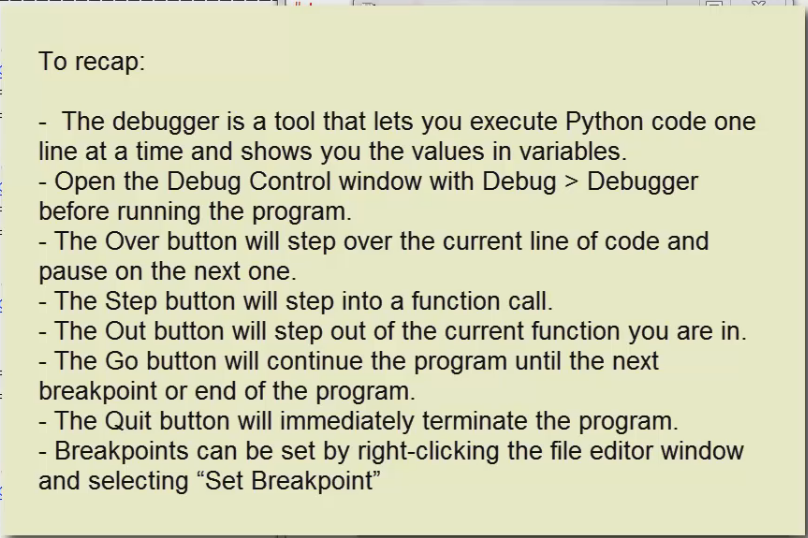 To recap:
-  The debugger is a tool that lets you execute Python code one
line at a time and shows you the values in variables.
- Open the Debug Control window with Debug > Debugger
before running the program.
- The Over button will step over the current line of code and
pause on the next one.
- The Step button will step into a function call.
- The Out button will step out of the current function you are in.
- The Go button will continue the program until the next
breakpoint or end of the program.
- The Quit button will immediately terminate the program.
- Breakpoints can be set by right-clicking the file editor window
and selecting “Set Breakpoint”